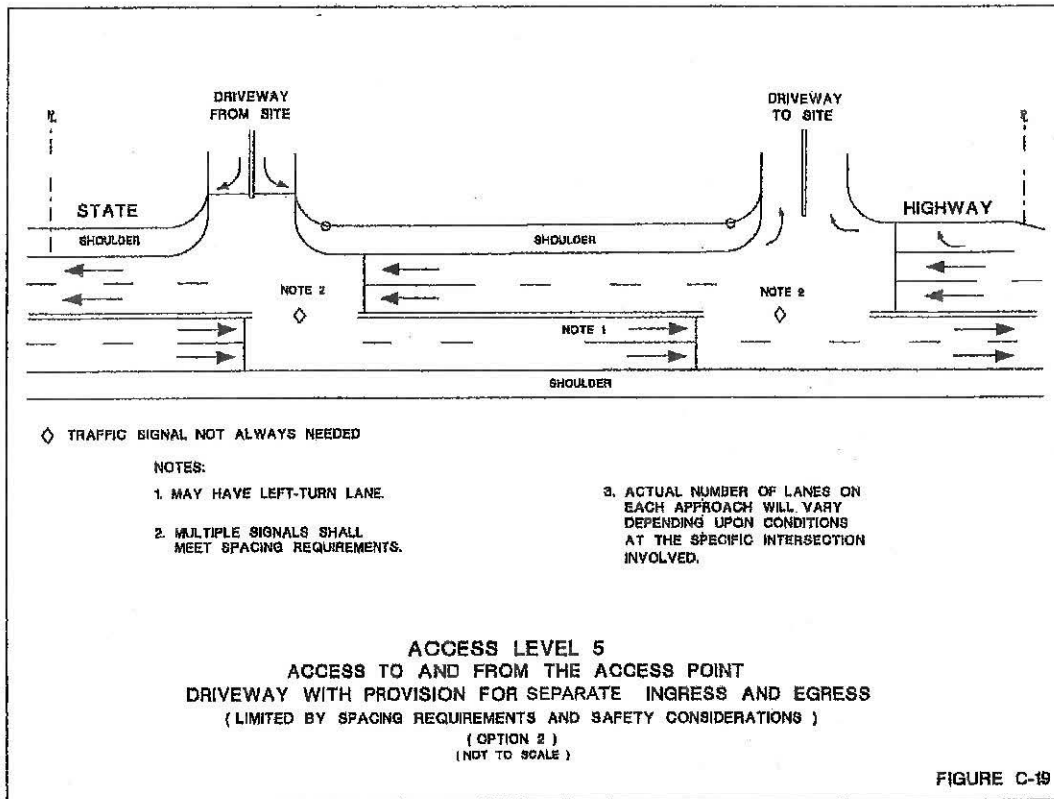 DRIVEWAY
FROM SITE
DRIVEWAY
TO SITE
STATE
HIGHWAY
SHOULDER
SHOULDER
NOTE 2
NOTE 2
NOTE 1
SHOULDER
◊ TRAFFIC SIGNAL NOT ALWAYS NEEDED
NOTES:
1. MAY HAVE LEFT-TURN LANE.
2. MULTIPLE SIGNALS SHALL
MEET SPACING REQUIREMENTS.
3. ACTUAL NUMBER OF LANES ON
EACH APPROACH WILL VARY
DEPENDING UPON CONDITIONS
AT THE SPECIFIC INTERSECTION
INVOLVED.
ACCESS LEVEL 5
ACCESS TO AND FROM THE ACCESS POINT
DRIVEWAY WITH PROVISION FOR SEPARATE INGRESS AND EGRESS
( LIMITED BY SPACING REQUIREMENTS AND SAFETY CONSIDERATIONS )
( OPTION 2 )
( NOT TO SCALE )
FIGURE C-19